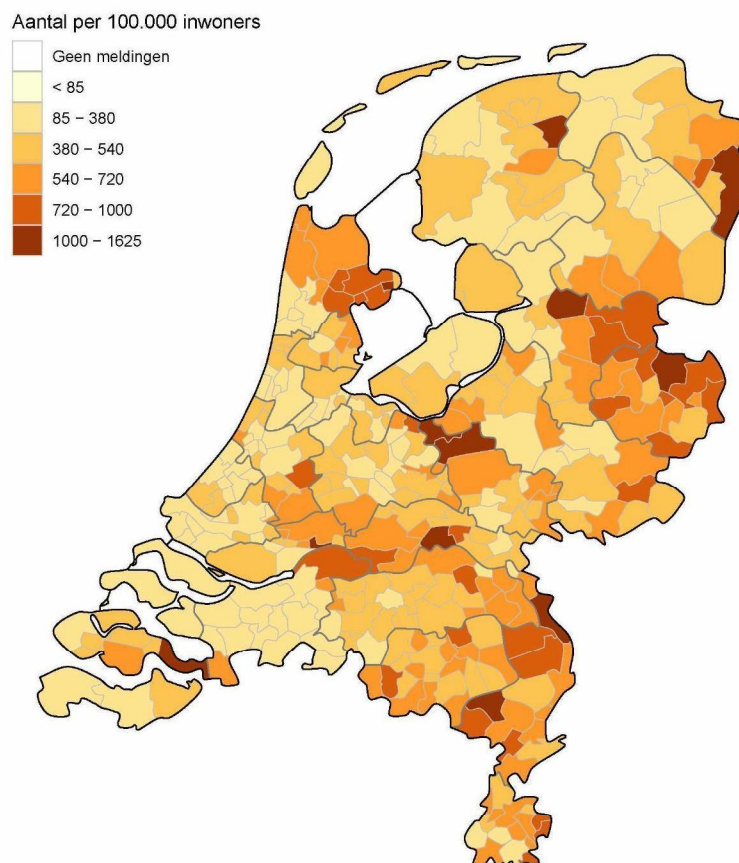 Aantal per 100.000 inwoners
Geen meldingen
< 85
85 − 380
380 − 540
540 − 720
720 − 1000
1000 − 1625